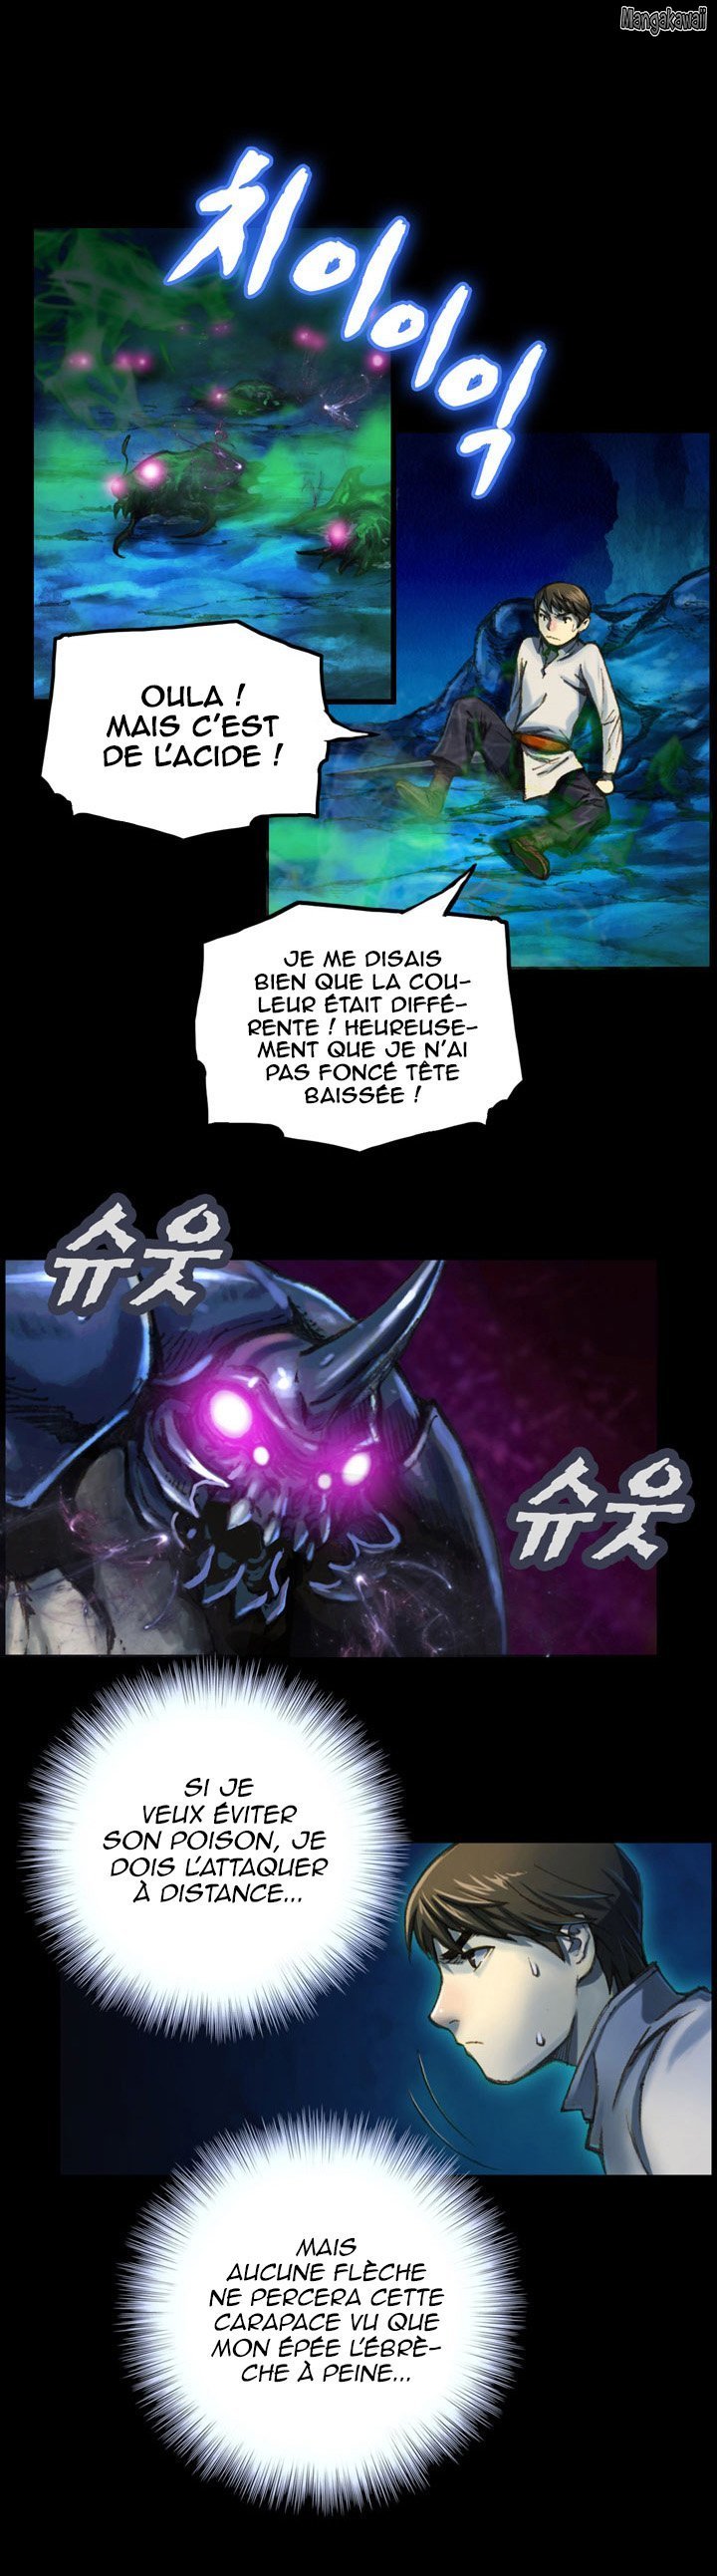 Mangakawaii
치이이익
OULA !
MAIS C'EST
DE L'ACIDE !
JE ME DISAIS
BIEN QUE LA COU-
LEUR ÉTAIT DIFFÉ-
RENTE ! HEUREUSE-
MENT QUE JE N'AI
PAS FONCÉ TÊTE
BAISSÉE !
슈웃
슈웃
SI JE
VEUX ÉVITER
SON POISON, JE
DOIS L'ATTAQUER
À DISTANCE...
MAIS
AUCUNE FLÈCHE
NE PERCERA CETTE
CARAPACE VU QUE
MON ÉPÉE L'ÉBRÈ-
CHE À PEINE...